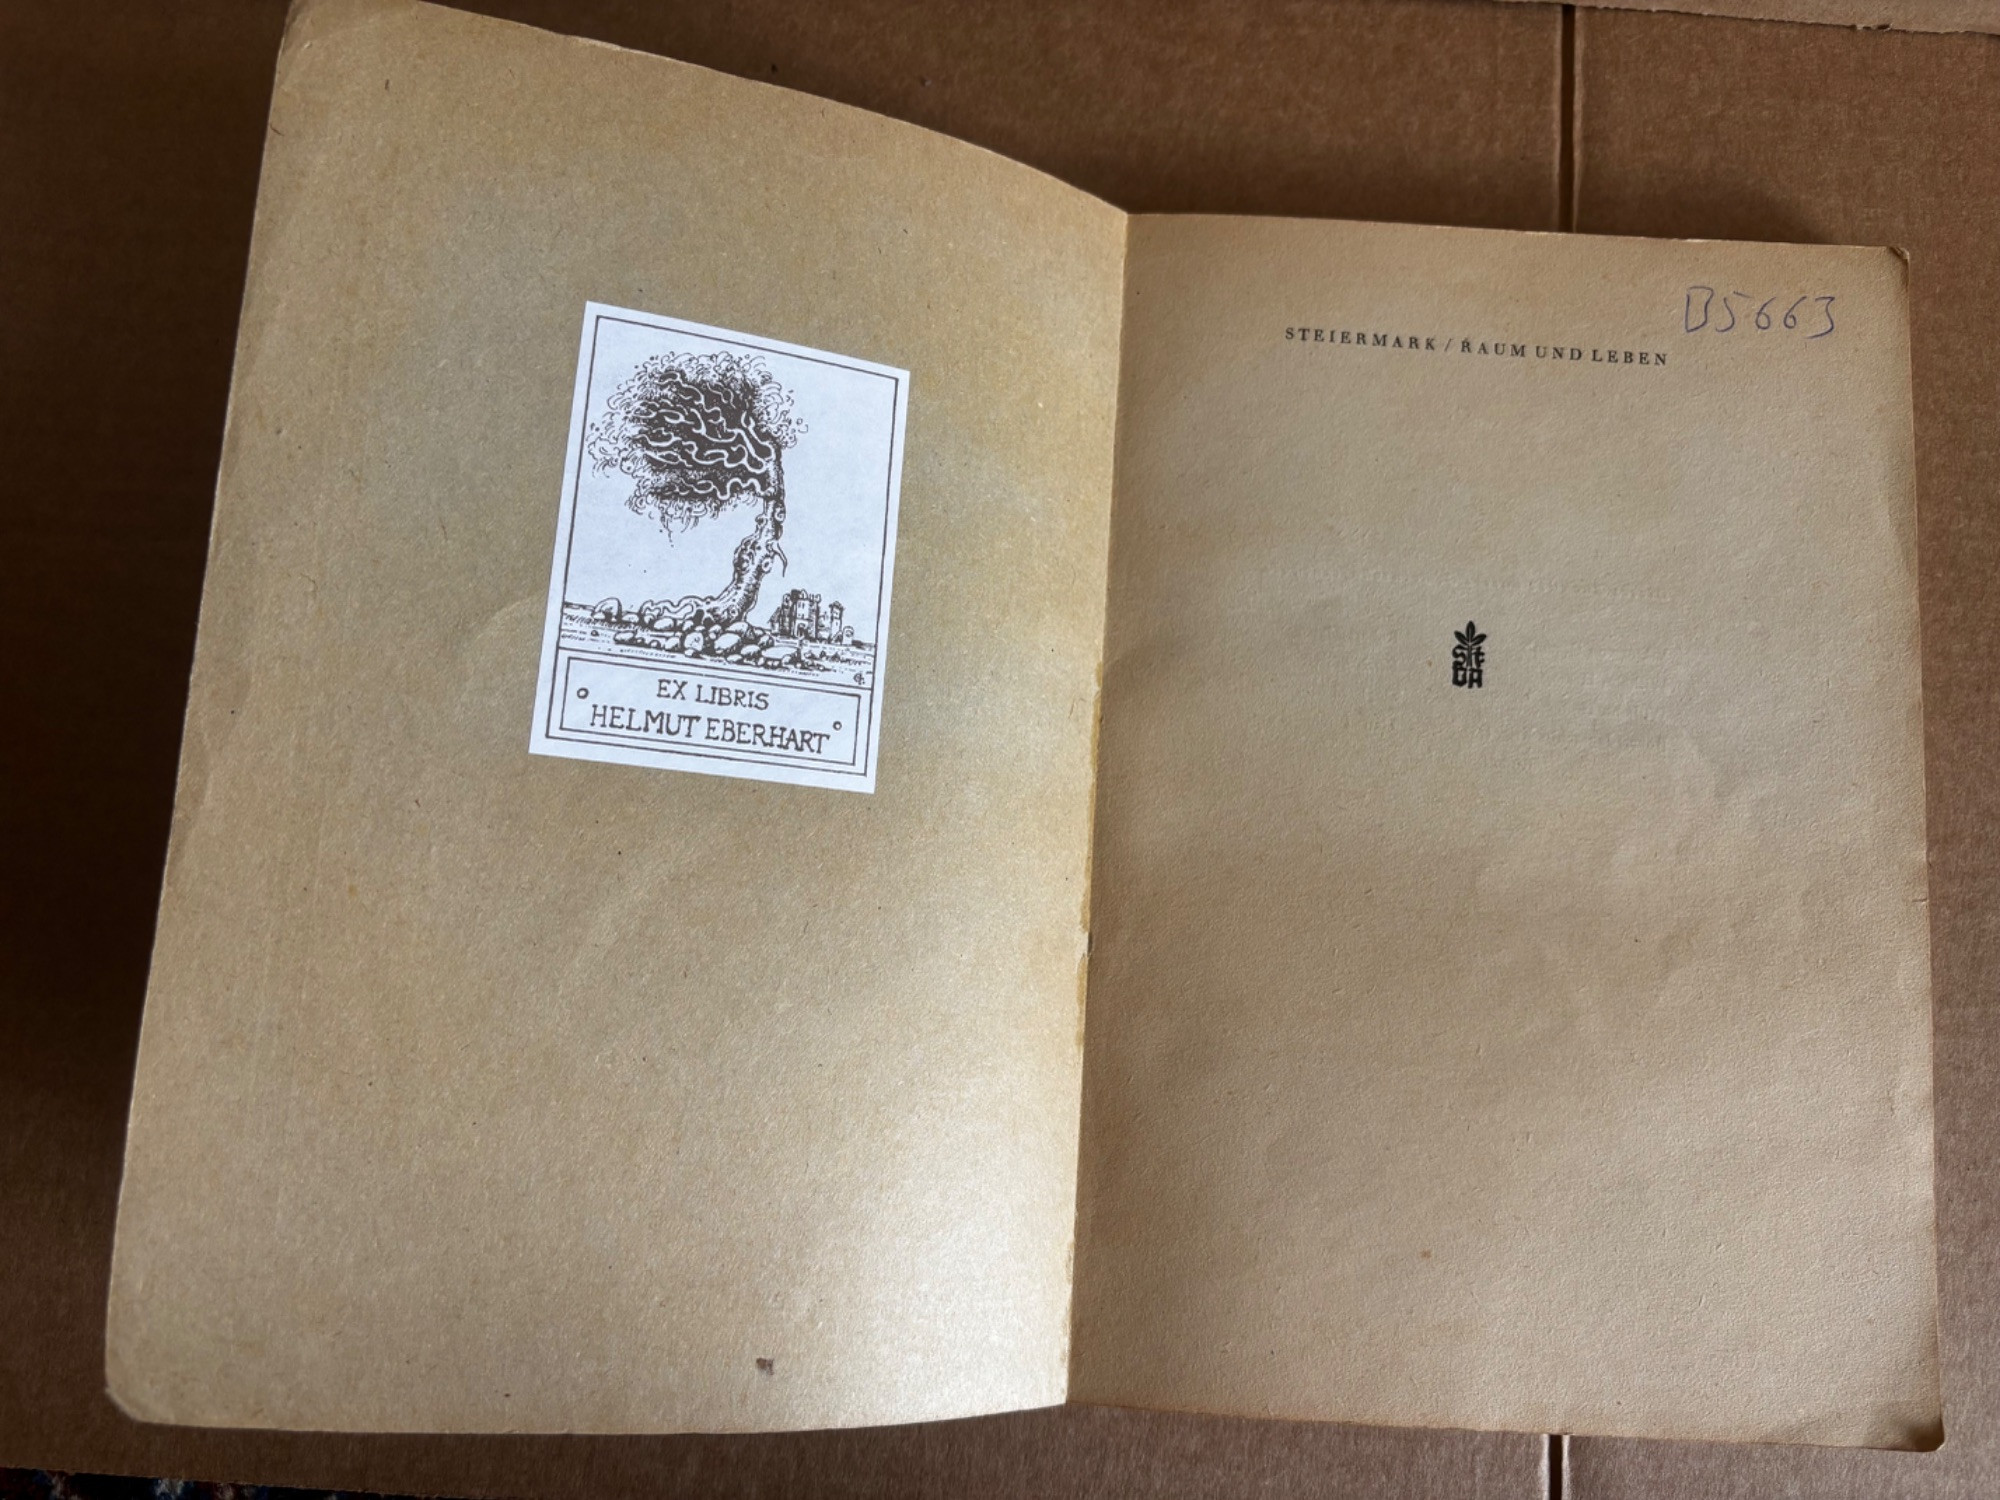 EX LIBRIS
HELMUT EBERHART
B5663
STEIERMARK / RAUM UND LEBEN